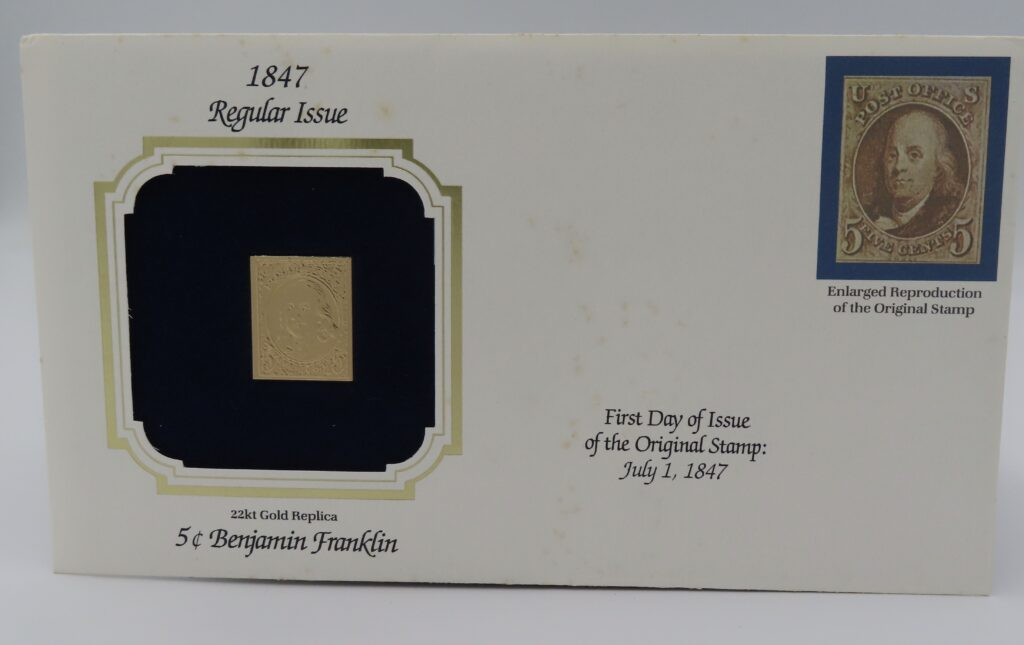 1847
Regular Issue
22kt Gold Replica
5¢ Benjamin Franklin
U S
POST OFFICE
5 FIVE CENTS 5
Enlarged Reproduction
of the Original Stamp
First Day of Issue
of the Original Stamp:
July 1, 1847